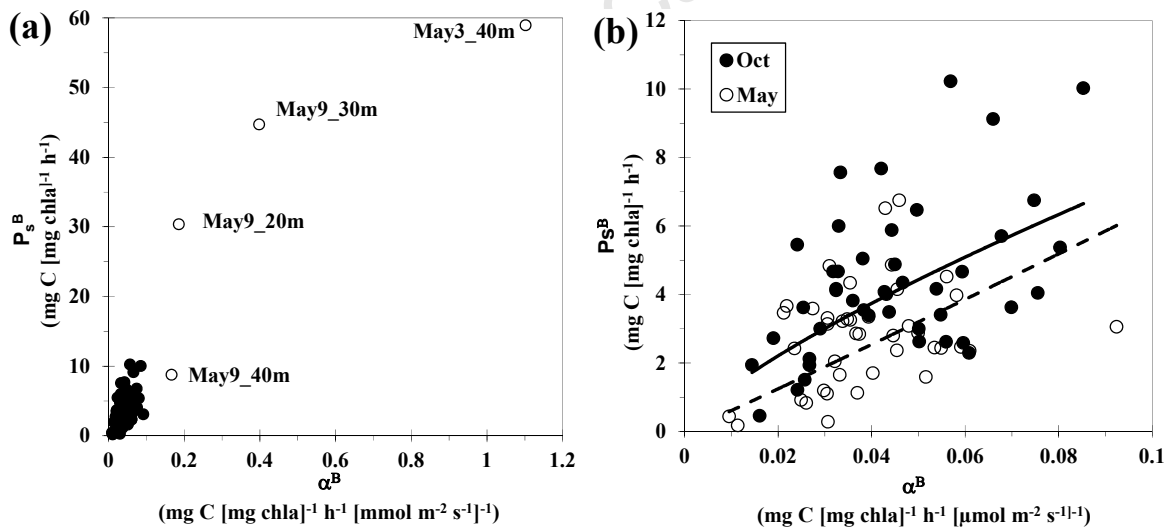 (a)
60
50
40
30
20
10
0
P_s^B
(mg C [mg chla]^-1 h^-1)
May3_40m
May9_30m
May9_20m
May9_40m
0 0.2 0.4 0.6 0.8 1 1.2
α^B
(mg C [mg chla]^-1 h^-1 [mmol m^-2 s^-1]^-1)
(b)
12
10
8
6
4
2
0
Ps^B
(mg C [mg chla]^-1 h^-1)
Oct
May
0 0.02 0.04 0.06 0.08 0.1
α^B
(mg C [mg chla]^-1 h^-1 [µmol m^-2 s^-1]-1)